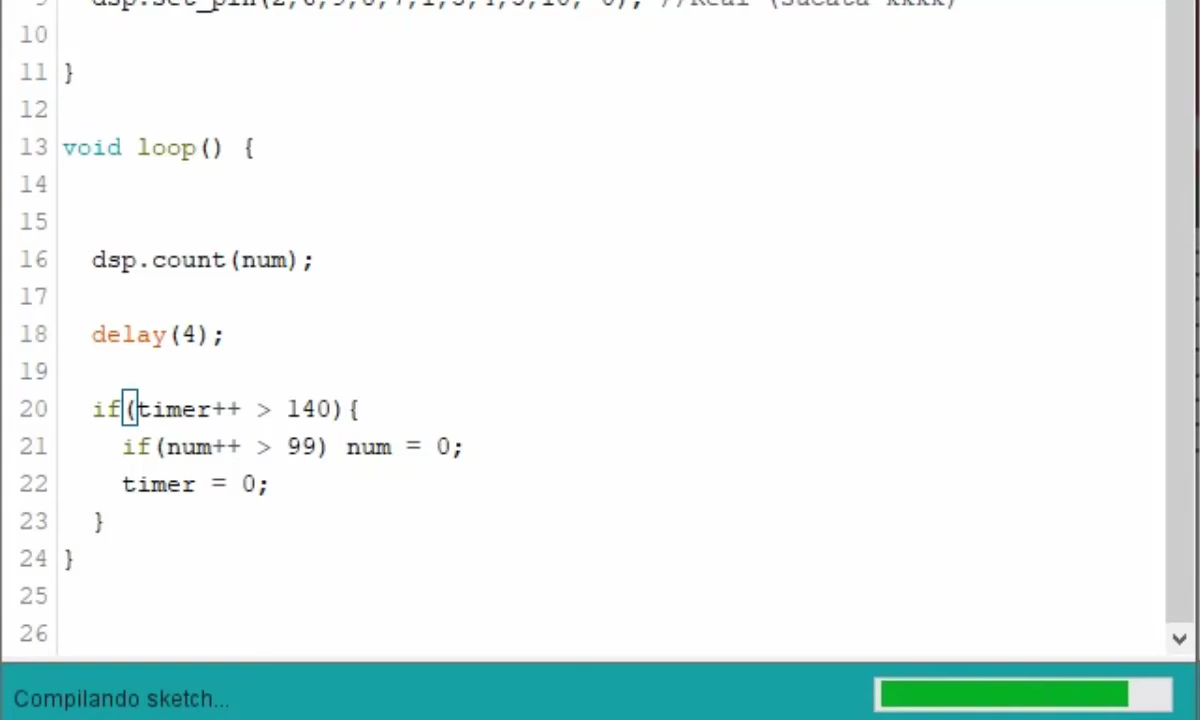 10
11 }
12
13 void loop() {
14
15
16 dsp.count(num);
17
18 delay(4);
19
20 if(timer++ > 140){
21 if(num++ > 99) num = 0;
22 timer = 0;
23 }
24 }
25
26
Compilando sketch...